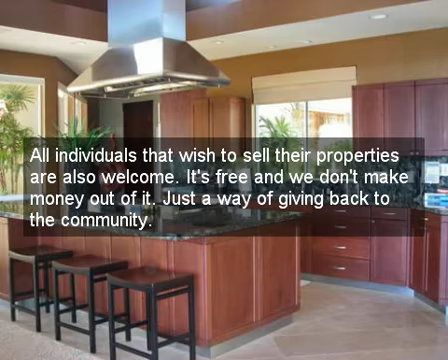 All individuals that wish to sell their properties
are also welcome. It's free and we don't make
money out of it. Just a way of giving back to
the community.